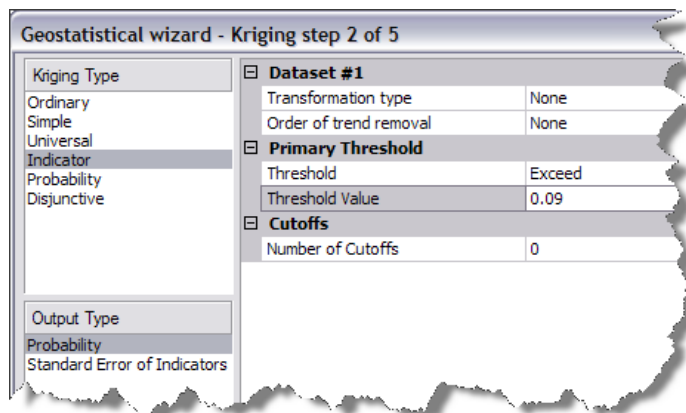 Geostatistical wizard - Kriging step 2 of 5
Kriging Type
Ordinary
Simple
Universal
Indicator
Probability
Disjunctive
Output Type
Probability
Standard Error of Indicators
Dataset #1
Transformation type None
Order of trend removal None
Primary Threshold
Threshold Exceed
Threshold Value 0.09
Cutoffs
Number of Cutoffs 0